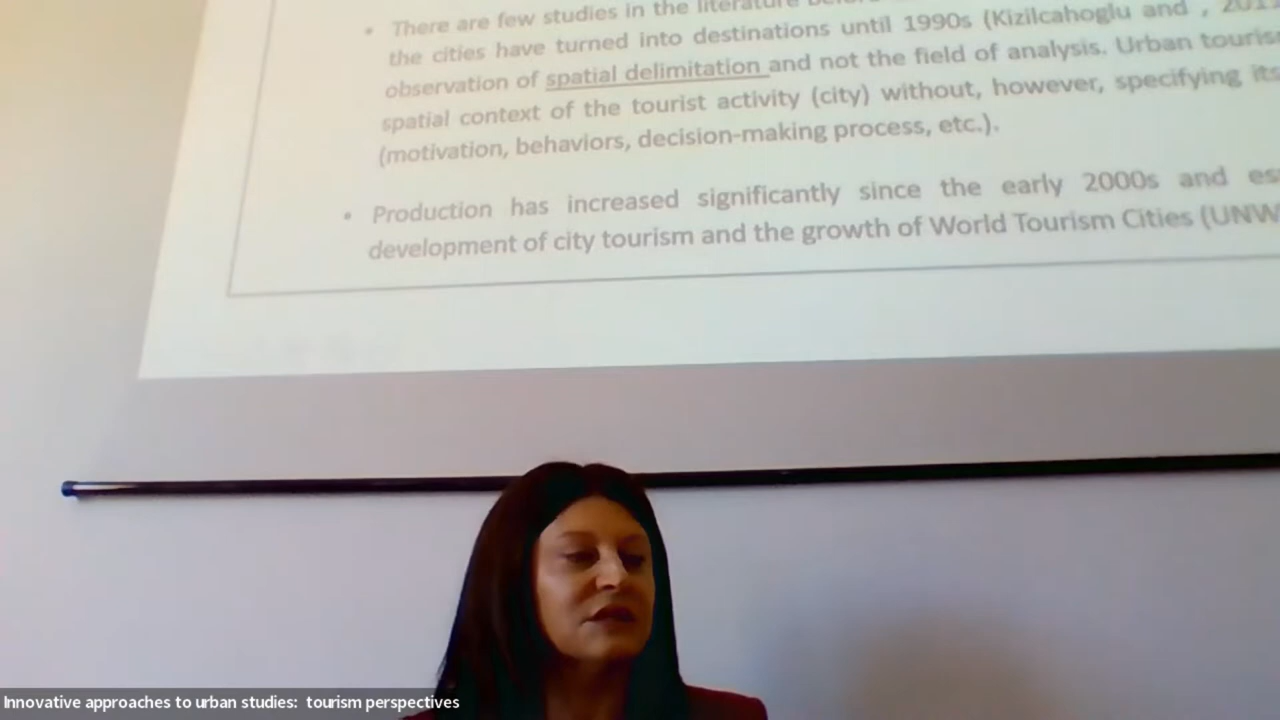 • There are few studies in the literature
the cities have turned into destinations until 1990s (Kizilcahoglu and ,
observation of spatial delimitation and not the field of analysis. Urban
spatial context of the tourist activity (city) without, however, specifying its
(motivation, behaviors, decision-making process, etc.).
• Production has increased significantly since the early 2000s and
development of city tourism and the growth of World Tourism Cities (UNW
Innovative approaches to urban studies: tourism perspectives